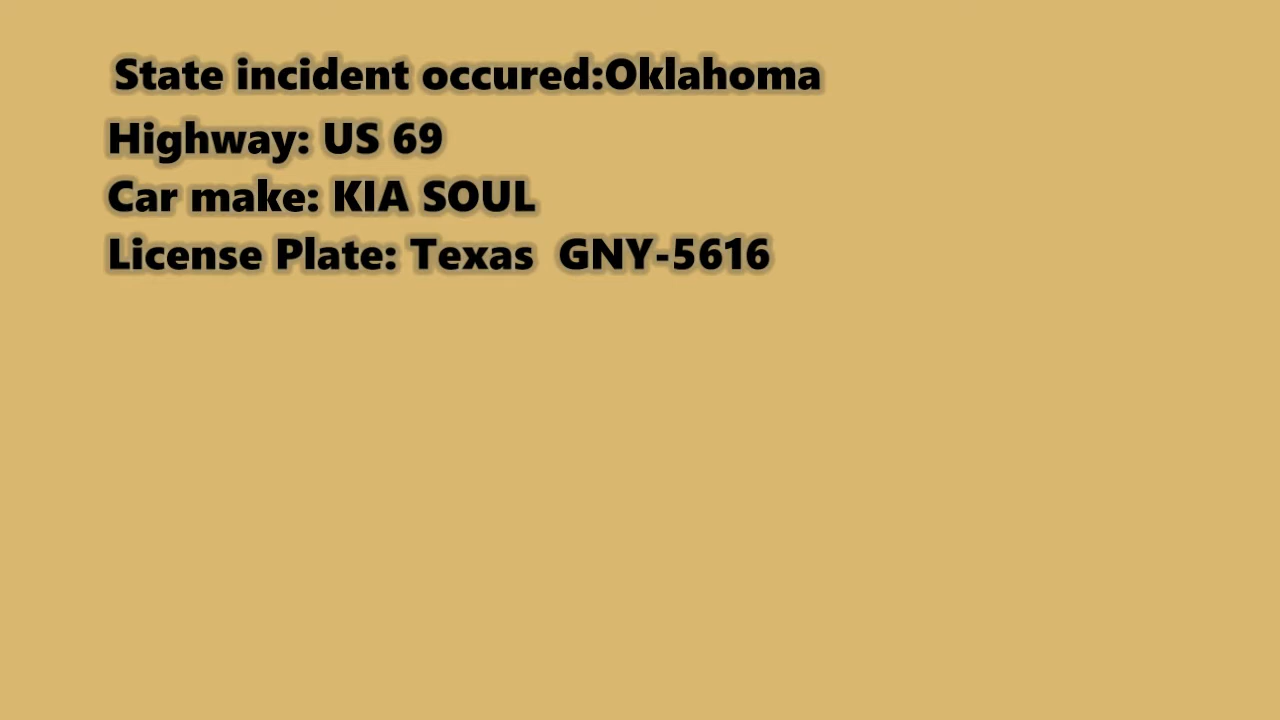 State incident occured:Oklahoma
Highway: US 69
Car make: KIA SOUL
License Plate: Texas  GNY-5616